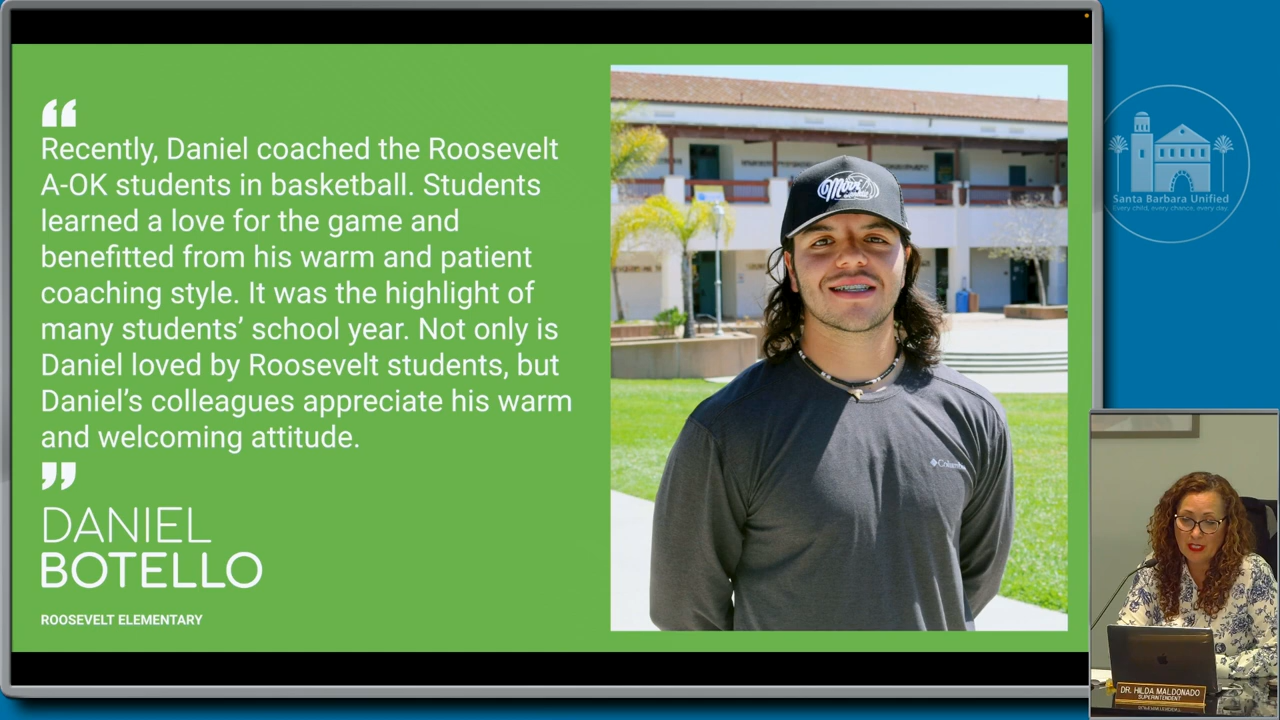 “
Recently, Daniel coached the Roosevelt
A-OK students in basketball. Students
learned a love for the game and
benefitted from his warm and patient
coaching style. It was the highlight of
many students’ school year. Not only is
Daniel loved by Roosevelt students, but
Daniel’s colleagues appreciate his warm
and welcoming attitude.
”
DANIEL
BOTELLO
ROOSEVELT ELEMENTARY
Columbia
Santa Barbara Unified
Every child, every chance, every day.
DR. HILDA MALDONADO
SUPERINTENDENT